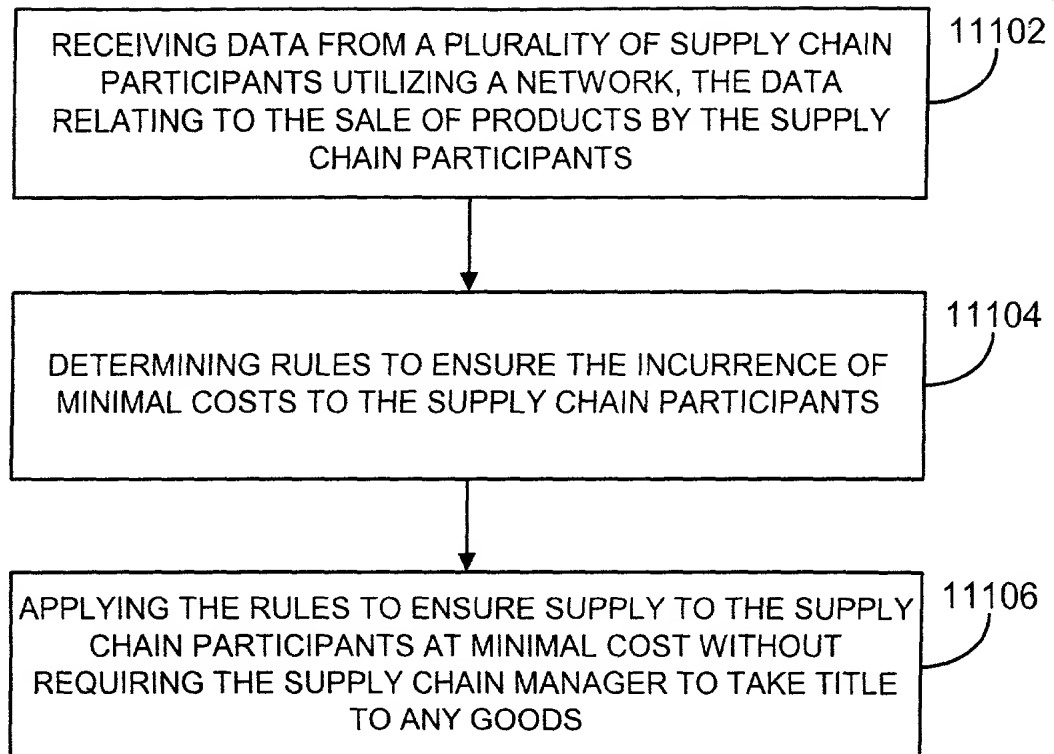 RECEIVING DATA FROM A PLURALITY OF SUPPLY CHAIN
PARTICIPANTS UTILIZING A NETWORK, THE DATA
RELATING TO THE SALE OF PRODUCTS BY THE SUPPLY
CHAIN PARTICIPANTS
11102
DETERMINING RULES TO ENSURE THE INCURRENCE OF
MINIMAL COSTS TO THE SUPPLY CHAIN PARTICIPANTS
11104
APPLYING THE RULES TO ENSURE SUPPLY TO THE SUPPLY
CHAIN PARTICIPANTS AT MINIMAL COST WITHOUT
REQUIRING THE SUPPLY CHAIN MANAGER TO TAKE TITLE
TO ANY GOODS
11106